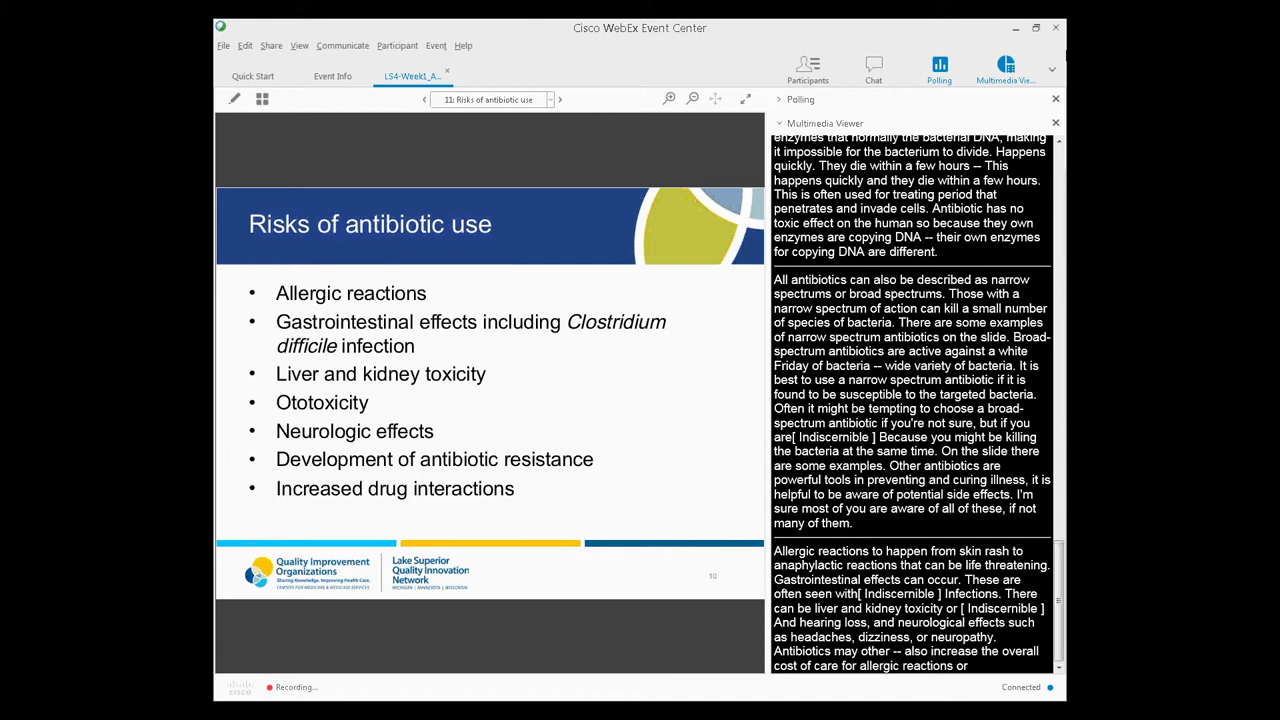 Cisco WebEx Event Center
File Edit Share View Communicate Participant Event Help
Quick Start Event Info LS4-Week1_A...
Participants Chat Polling Multimedia Vie...
11: Risks of antibiotic use
Polling
Multimedia Viewer
Risks of antibiotic use
• Allergic reactions
• Gastrointestinal effects including Clostridium
difficile infection
• Liver and kidney toxicity
• Ototoxicity
• Neurologic effects
• Development of antibiotic resistance
• Increased drug interactions
Quality Improvement
Organizations
Sharing Knowledge. Improving Health Care.
CENTERS FOR MEDICARE & MEDICAID SERVICES
Lake Superior
Quality Innovation
Network
MICHIGAN | MINNESOTA | WISCONSIN
10
enzymes that normally the bacterial DNA, making
it impossible for the bacterium to divide. Happens
quickly. They die within a few hours -- This
happens quickly and they die within a few hours.
This is often used for treating period that
penetrates and invade cells. Antibiotic has no
toxic effect on the human so because they own
enzymes are copying DNA -- their own enzymes
for copying DNA are different.
All antibiotics can also be described as narrow
spectrums or broad spectrums. Those with a
narrow spectrum of action can kill a small number
of species of bacteria. There are some examples
of narrow spectrum antibiotics on the slide. Broad-
spectrum antibiotics are active against a white
Friday of bacteria -- wide variety of bacteria. It is
best to use a narrow spectrum antibiotic if it is
found to be susceptible to the targeted bacteria.
Often it might be tempting to choose a broad-
spectrum antibiotic if you're not sure, but if you
are[ Indiscernible ] Because you might be killing
the bacteria at the same time. On the slide there
are some examples. Other antibiotics are
powerful tools in preventing and curing illness, it is
helpful to be aware of potential side effects. I'm
sure most of you are aware of all of these, if not
many of them.
Allergic reactions to happen from skin rash to
anaphylactic reactions that can be life threatening.
Gastrointestinal effects can occur. These are
often seen with[ Indiscernible ] Infections. There
can be liver and kidney toxicity or [ Indiscernible ]
And hearing loss, and neurological effects such
as headaches, dizziness, or neuropathy.
Antibiotics may other -- also increase the overall
cost of care for allergic reactions or
cisco
Recording...
Connected